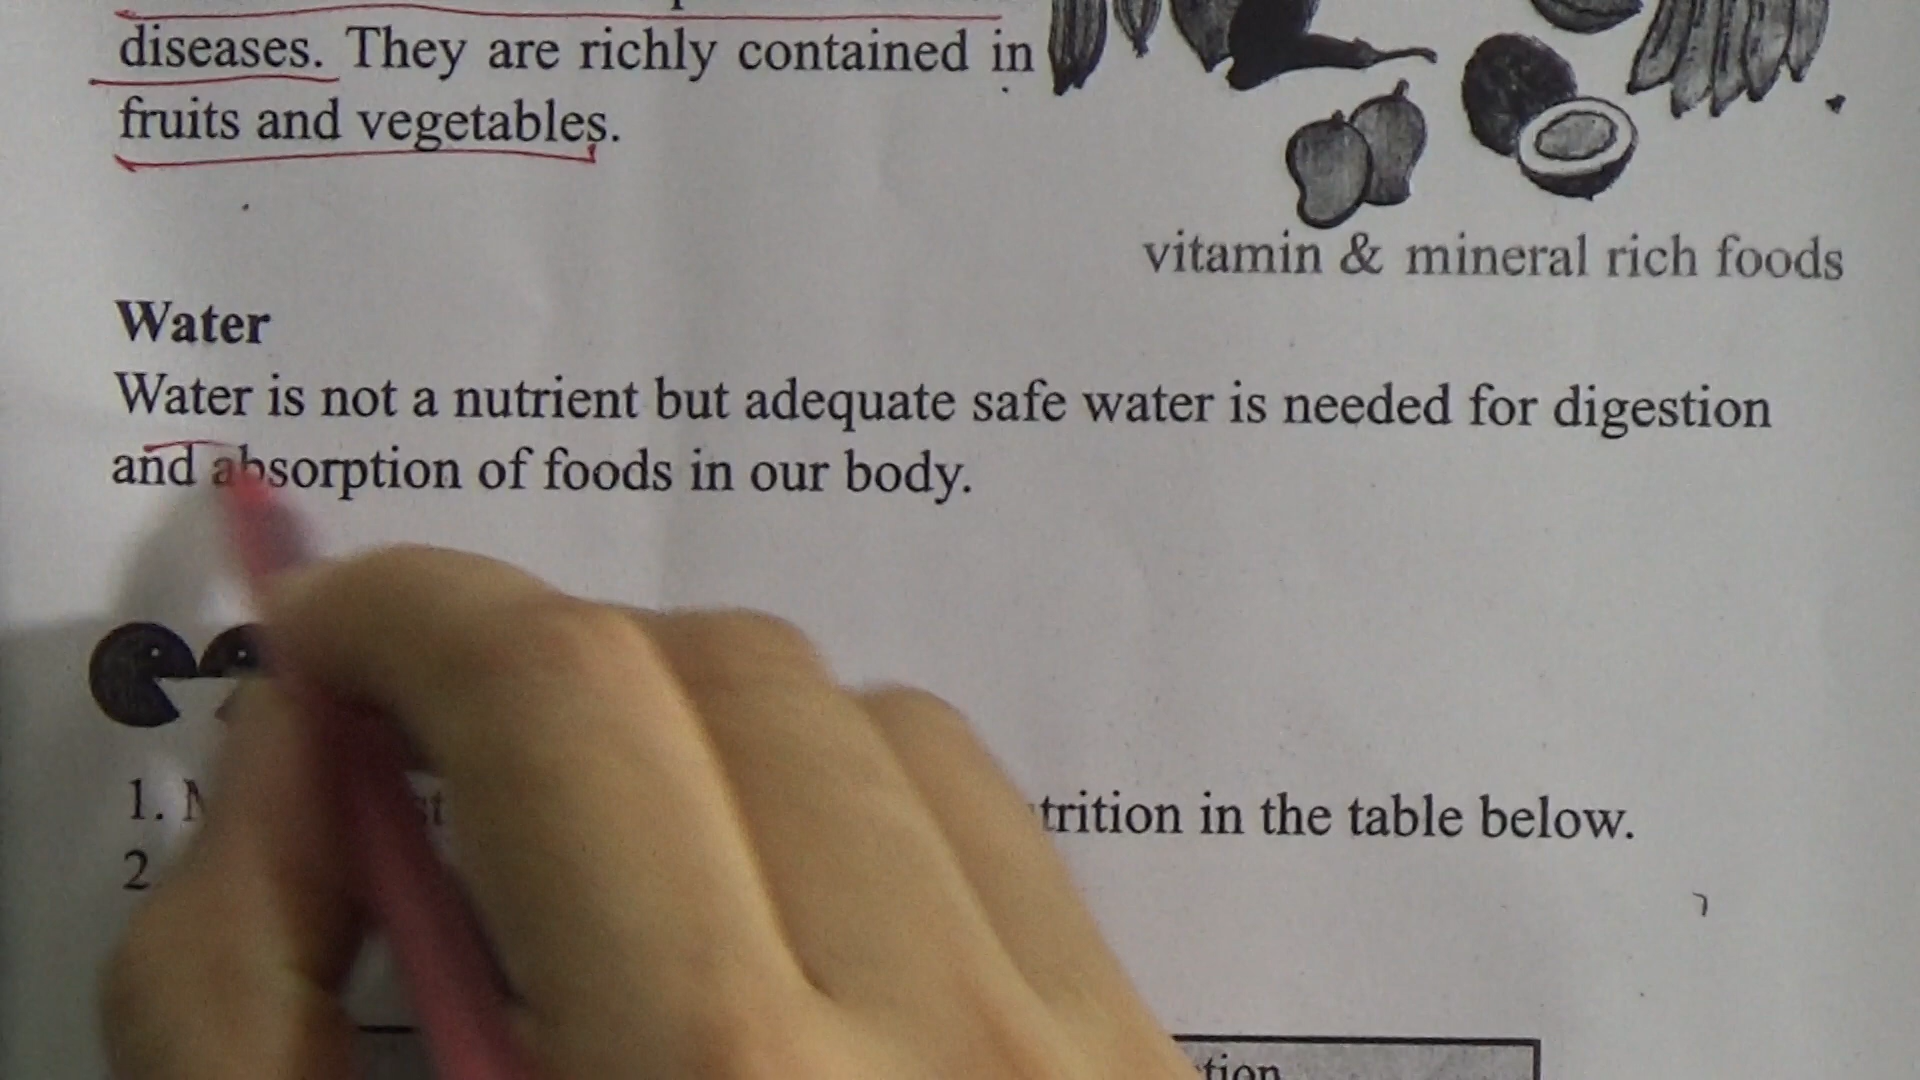 diseases. They are richly contained in
fruits and vegetables.
vitamin & mineral rich foods
Water
Water is not a nutrient but adequate safe water is needed for digestion
and absorption of foods in our body.
1.
in the table below.
2